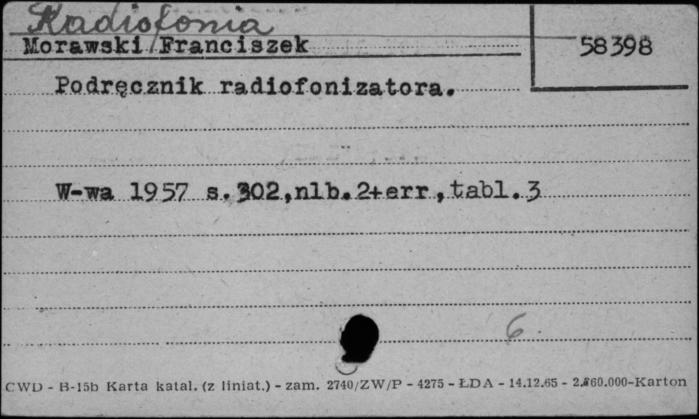 Radiofonia
Morawski Franciszek
58398
Podręcznik radiofonizatora.
W-wa 1957 s.302,nlb.2+err,tabl.3
6
CWD - B-15b Karta katal. (z liniat.) - zam. 2740/ZW/P - 4275 - ŁDA - 14.12.65 - 2.860.000-Karton